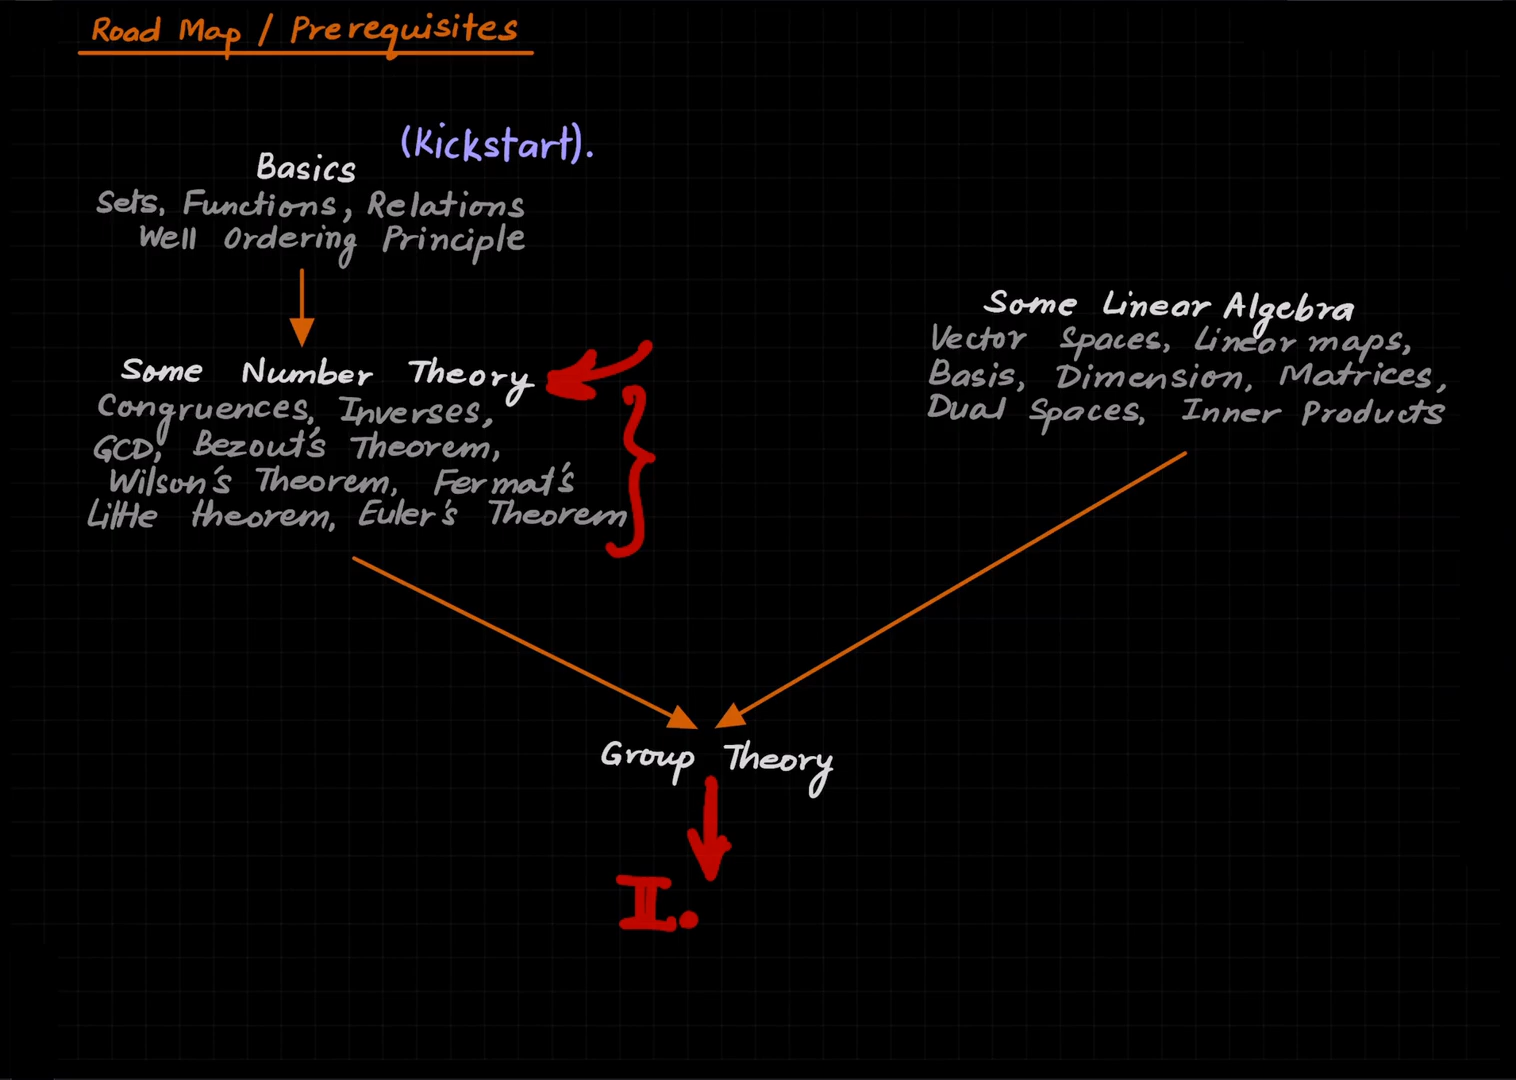 Road Map / Prerequisites
(Kickstart).
Basics
Sets, Functions, Relations
Well Ordering Principle
Some Number Theory
Congruences, Inverses,
GCD, Bezout's Theorem,
Wilson's Theorem, Fermat's
Little theorem, Euler's Theorem
Some Linear Algebra
Vector Spaces, Linear maps,
Basis, Dimension, Matrices,
Dual Spaces, Inner Products
Group Theory
II.